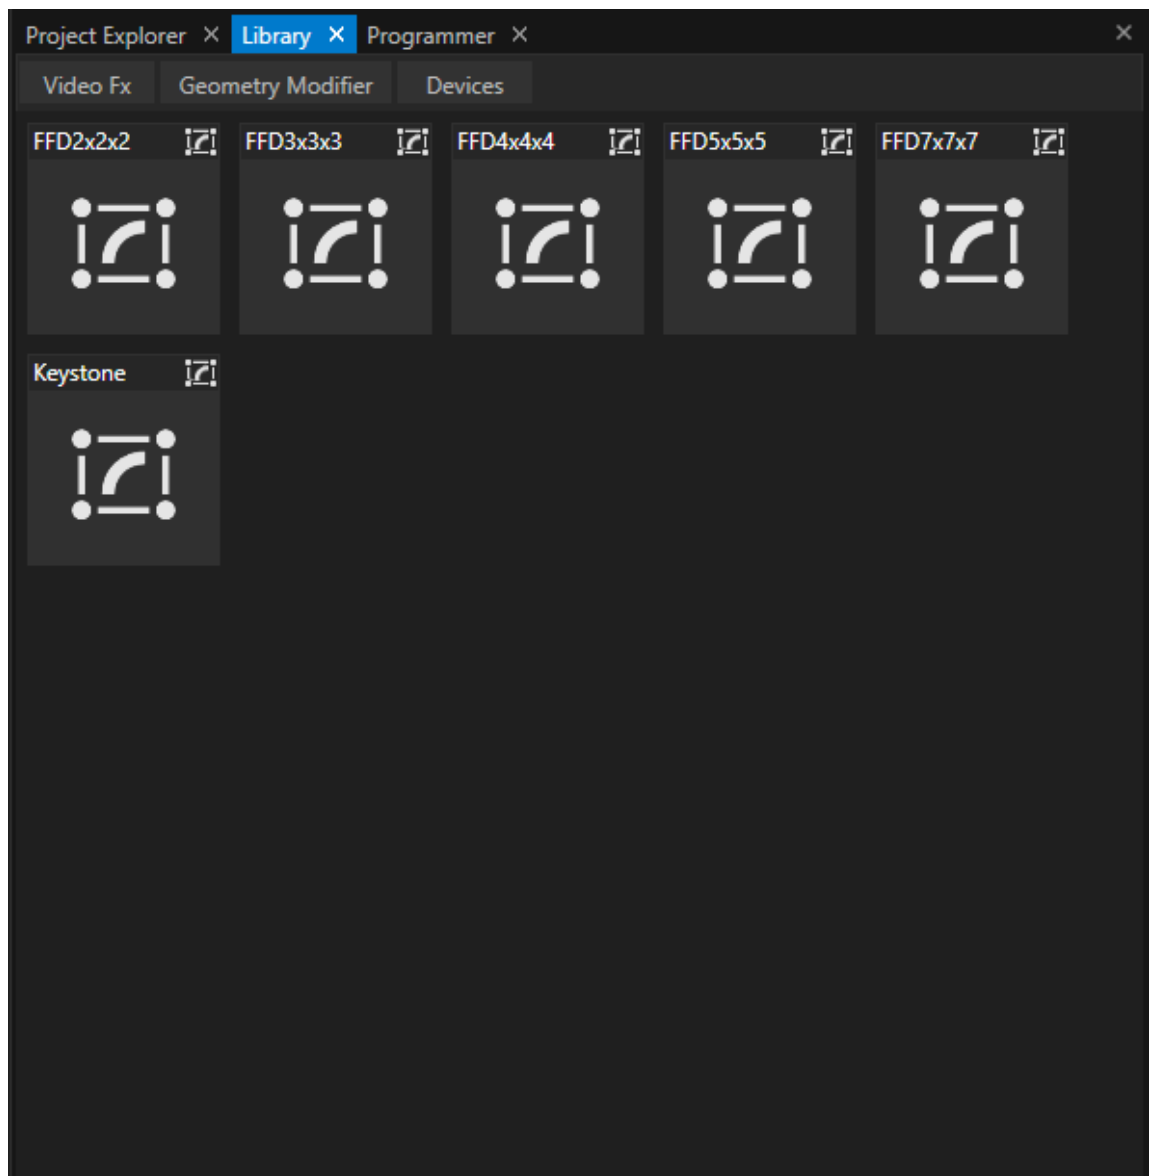 Project Explorer Library Programmer
Video Fx Geometry Modifier Devices
FFD2x2x2 FFD3x3x3 FFD4x4x4 FFD5x5x5 FFD7x7x7
Keystone